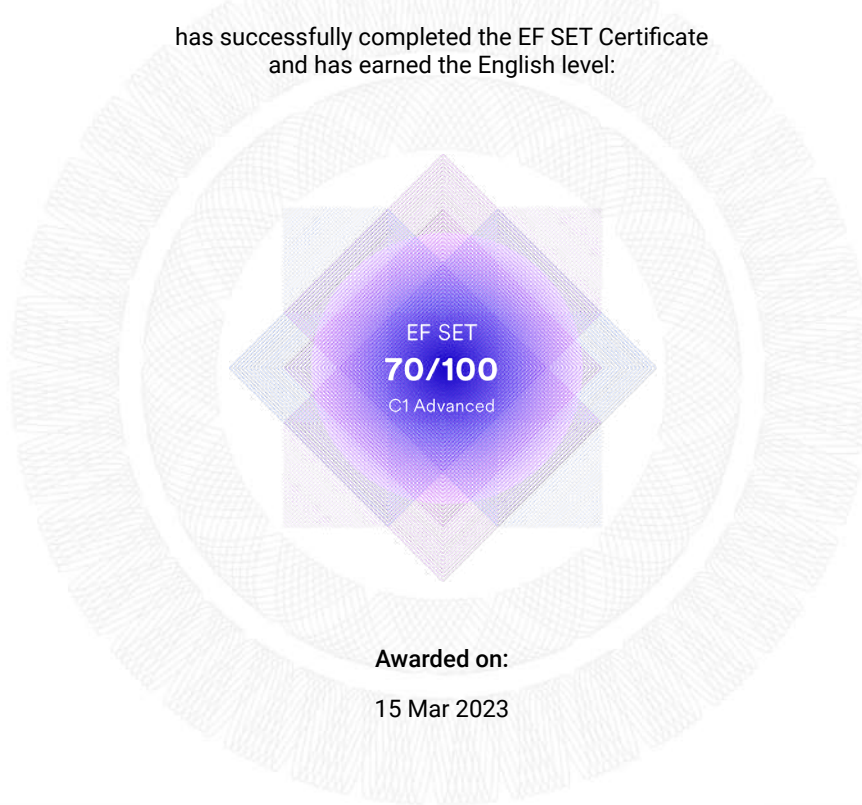 has successfully completed the EF SET Certificate
and has earned the English level:
EF SET
70/100
C1 Advanced
Awarded on:
15 Mar 2023